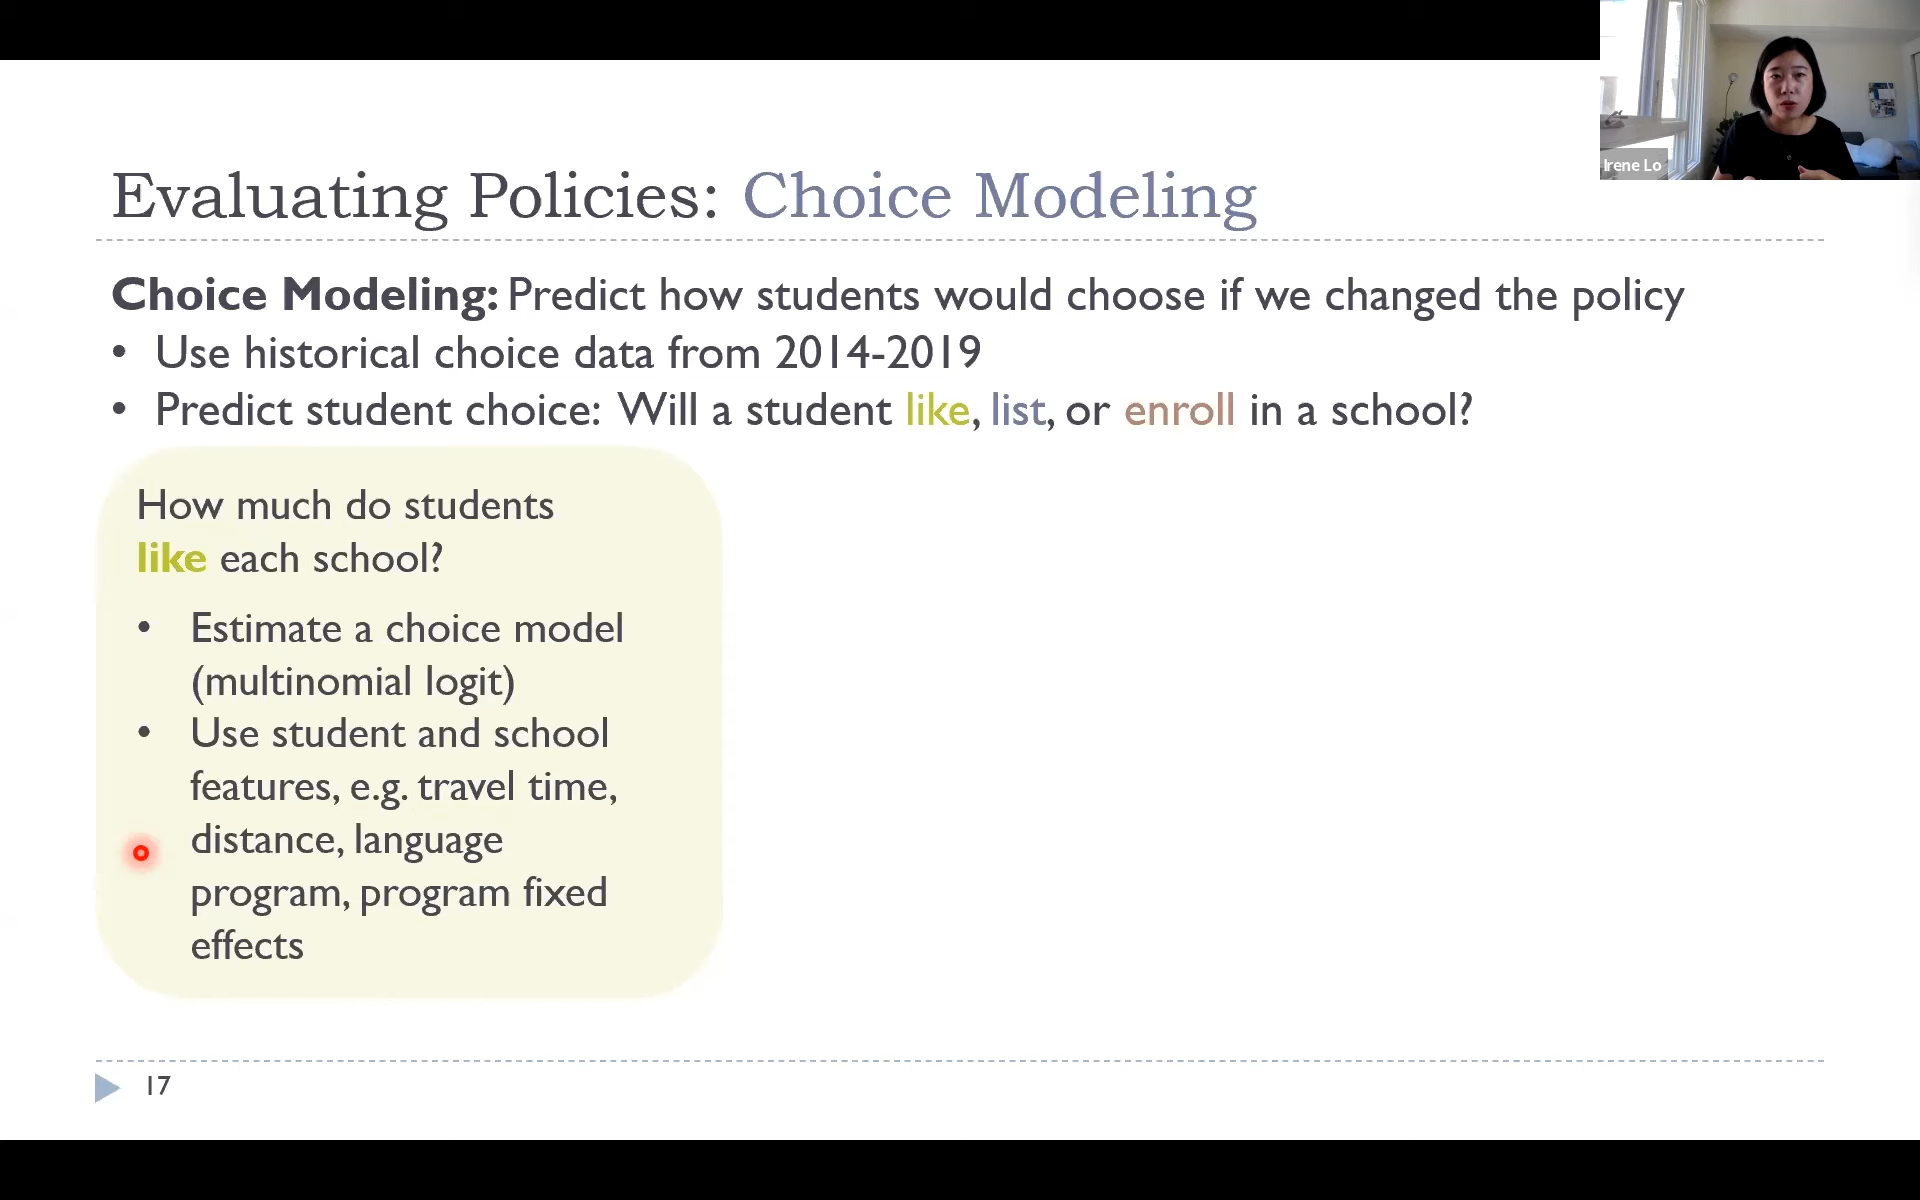 Irene Lo
Evaluating Policies: Choice Modeling
Choice Modeling: Predict how students would choose if we changed the policy
• Use historical choice data from 2014-2019
• Predict student choice: Will a student like, list, or enroll in a school?
How much do students
like each school?
• Estimate a choice model
(multinomial logit)
• Use student and school
features, e.g. travel time,
distance, language
program, program fixed
effects
17